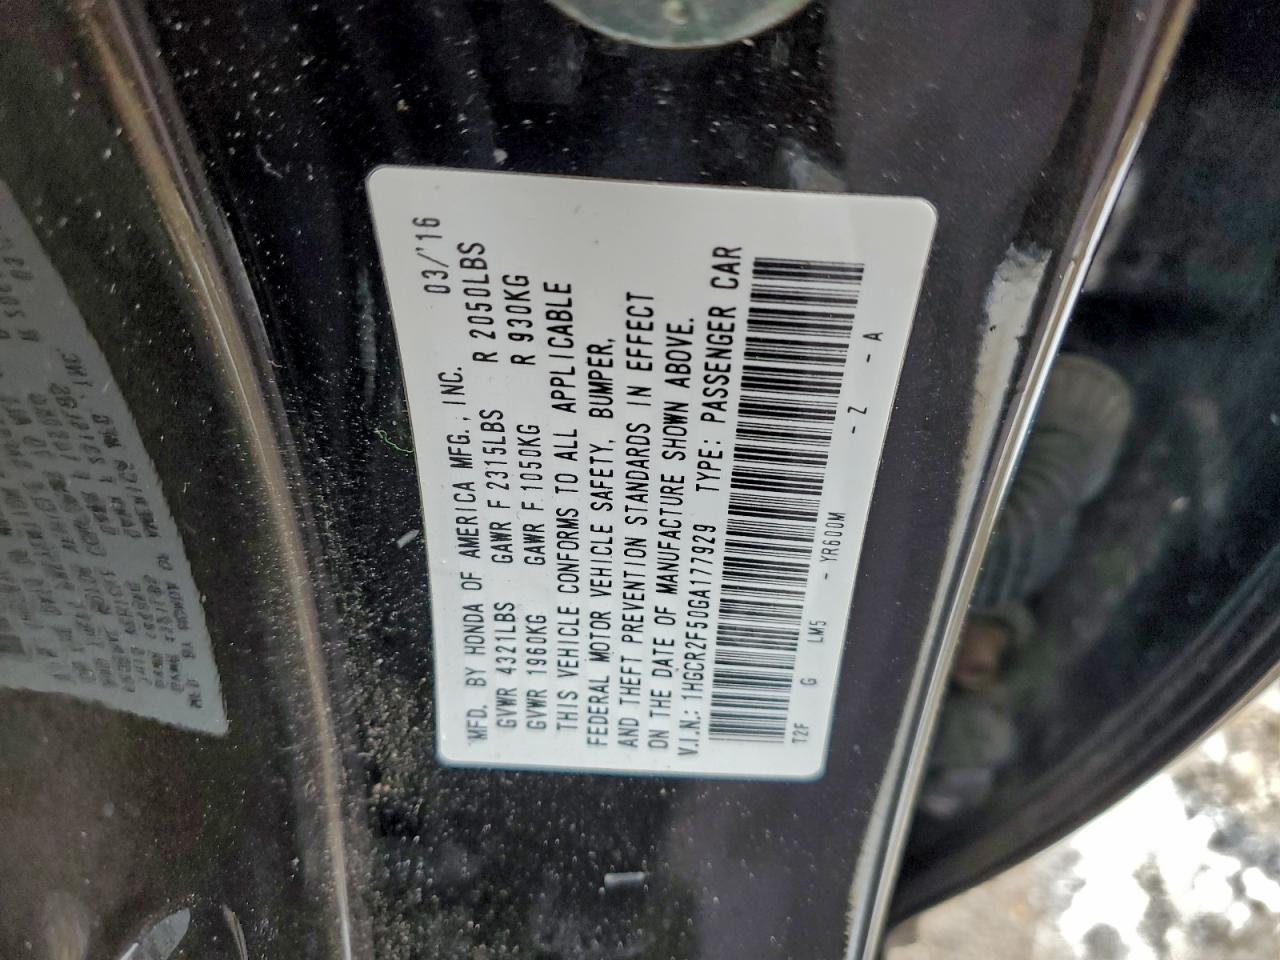 MFD. BY HONDA OF AMERICA MFG., INC. 03/'16
GVWR 4321LBS GAWR F 2315LBS R 2050LBS
GVWR 1960KG GAWR F 1050KG R 930KG
THIS VEHICLE CONFORMS TO ALL APPLICABLE
FEDERAL MOTOR VEHICLE SAFETY, BUMPER,
AND THEFT PREVENTION STANDARDS IN EFFECT
ON THE DATE OF MANUFACTURE SHOWN ABOVE.
V.I.N.: 1HGCR2F50GA177929 TYPE: PASSENGER CAR
T2F G LM5 - YR600M - Z - A